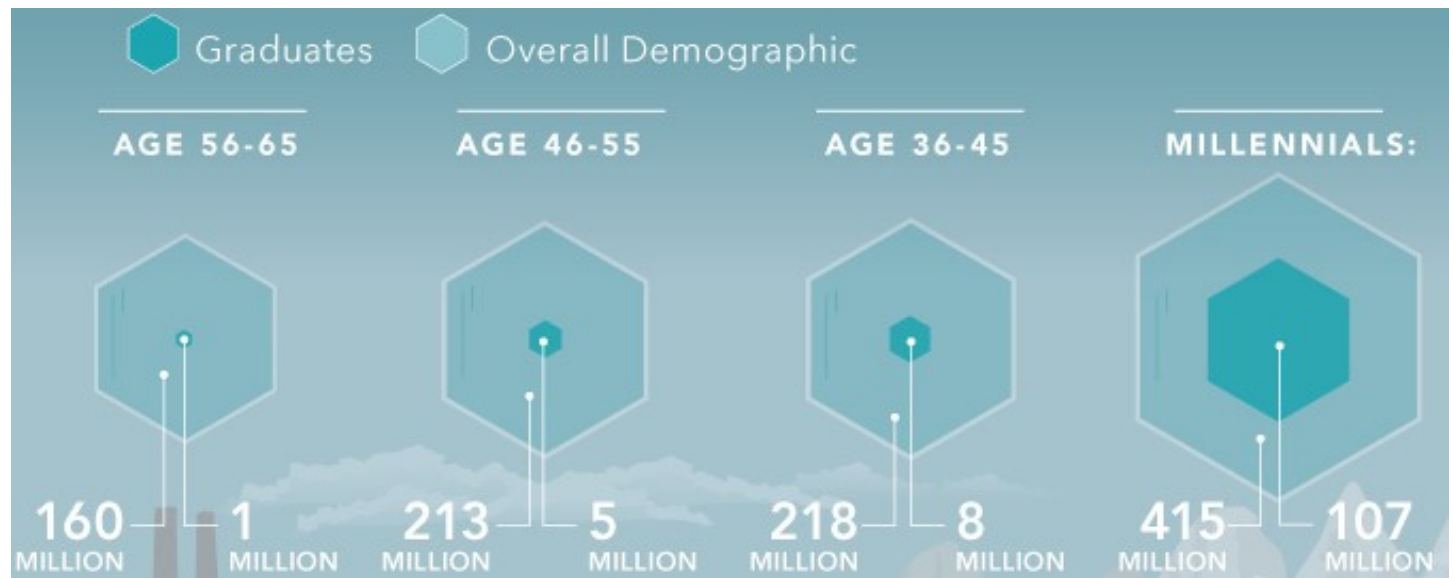 Graduates Overall Demographic
AGE 56-65 AGE 46-55 AGE 36-45 MILLENNIALS:
160 1 213 5 218 8 415 107
MILLION MILLION MILLION MILLION MILLION MILLION MILLION MILLION